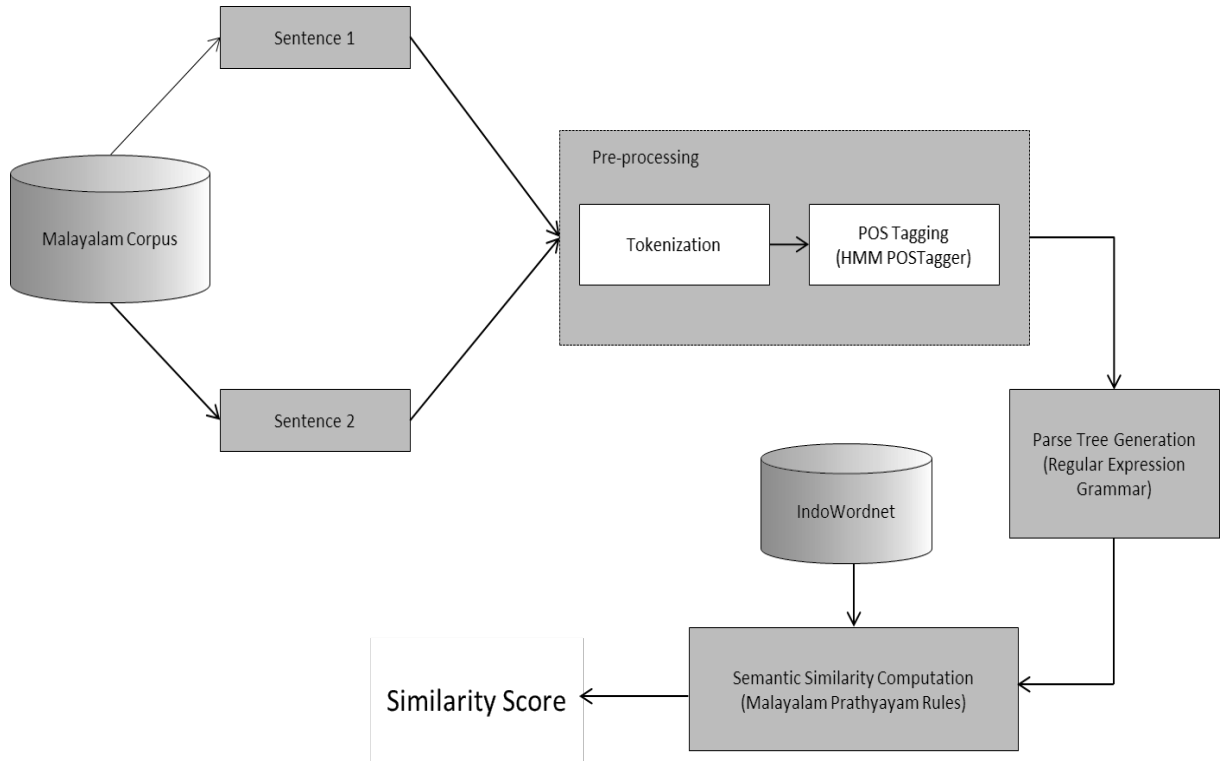 Sentence 1
Malayalam Corpus
Sentence 2
Pre-processing
Tokenization
POS Tagging
(HMM POSTagger)
Parse Tree Generation
(Regular Expression
Grammar)
IndoWordnet
Semantic Similarity Computation
(Malayalam Prathyayam Rules)
Similarity Score